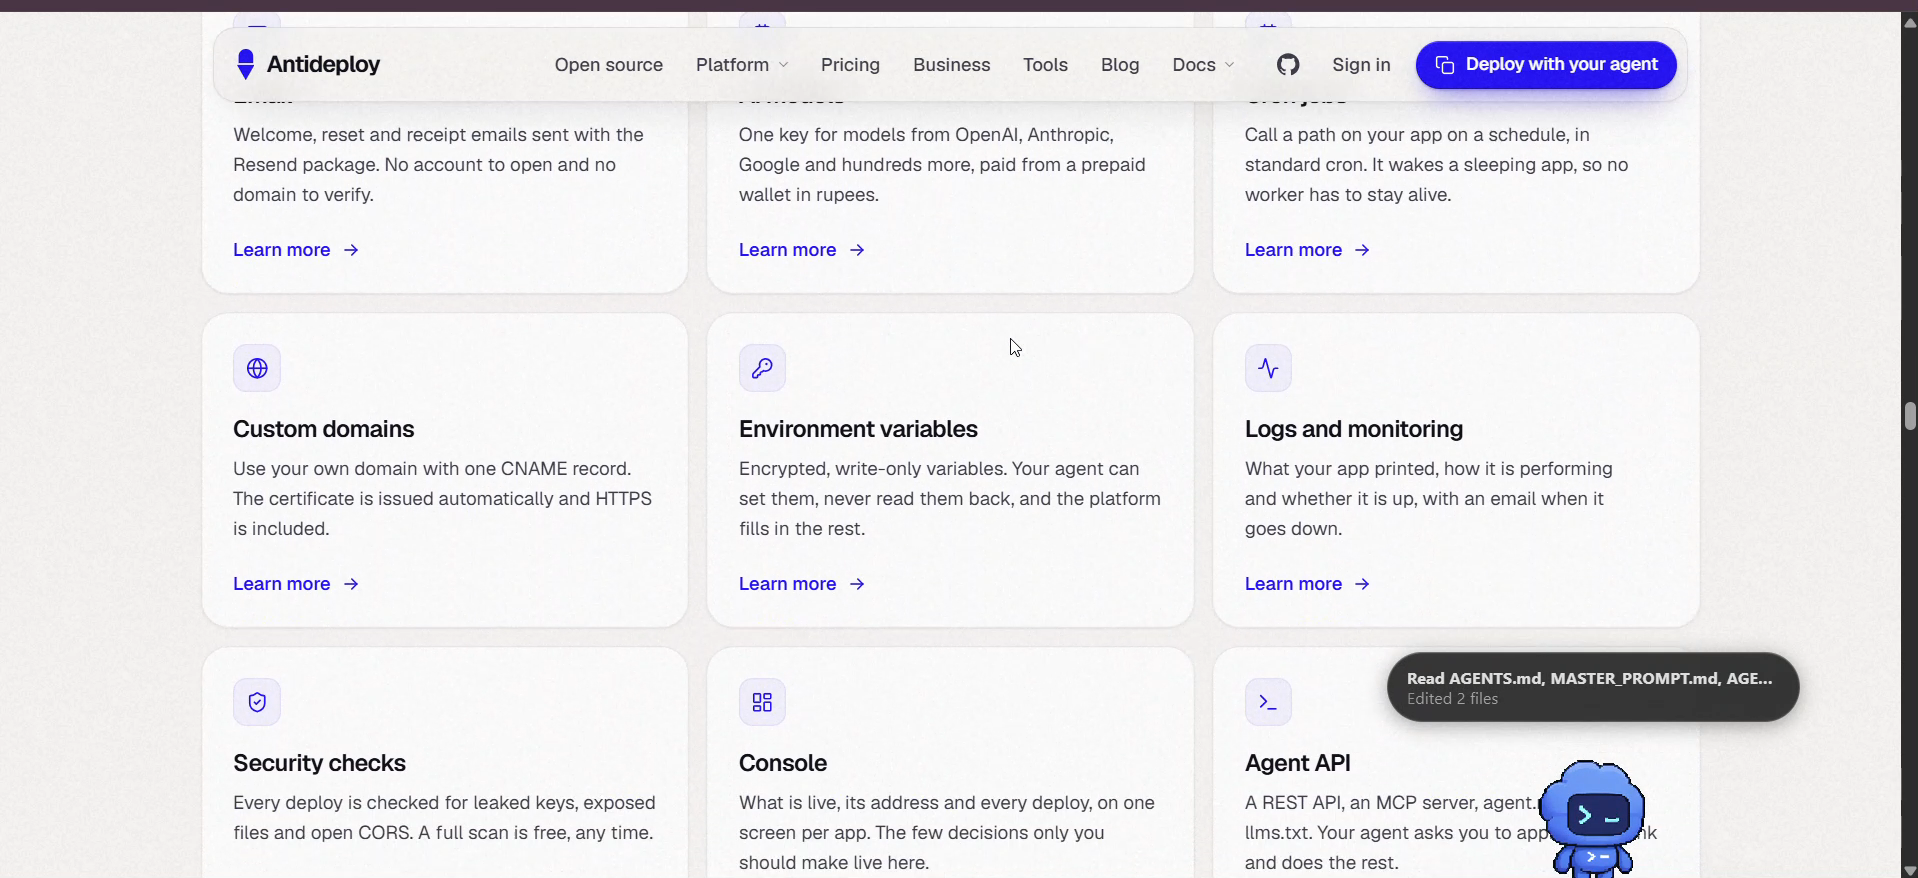 Antideploy
Open source
Platform
Pricing
Business
Tools
Blog
Docs
Sign in
Deploy with your agent
Welcome, reset and receipt emails sent with the
Resend package. No account to open and no
domain to verify.
Learn more
One key for models from OpenAI, Anthropic,
Google and hundreds more, paid from a prepaid
wallet in rupees.
Learn more
Call a path on your app on a schedule, in
standard cron. It wakes a sleeping app, so no
worker has to stay alive.
Learn more
Custom domains
Use your own domain with one CNAME record.
The certificate is issued automatically and HTTPS
is included.
Learn more
Environment variables
Encrypted, write-only variables. Your agent can
set them, never read them back, and the platform
fills in the rest.
Learn more
Logs and monitoring
What your app printed, how it is performing
and whether it is up, with an email when it
goes down.
Learn more
Security checks
Every deploy is checked for leaked keys, exposed
files and open CORS. A full scan is free, any time.
Console
What is live, its address and every deploy, on one
screen per app. The few decisions only you
should make live here.
Agent API
A REST API, an MCP server,
llms.txt. Your agent asks you to
and does the rest.
Read AGENTS.md, MASTER_PROMPT.md, AGE...
Edited 2 files